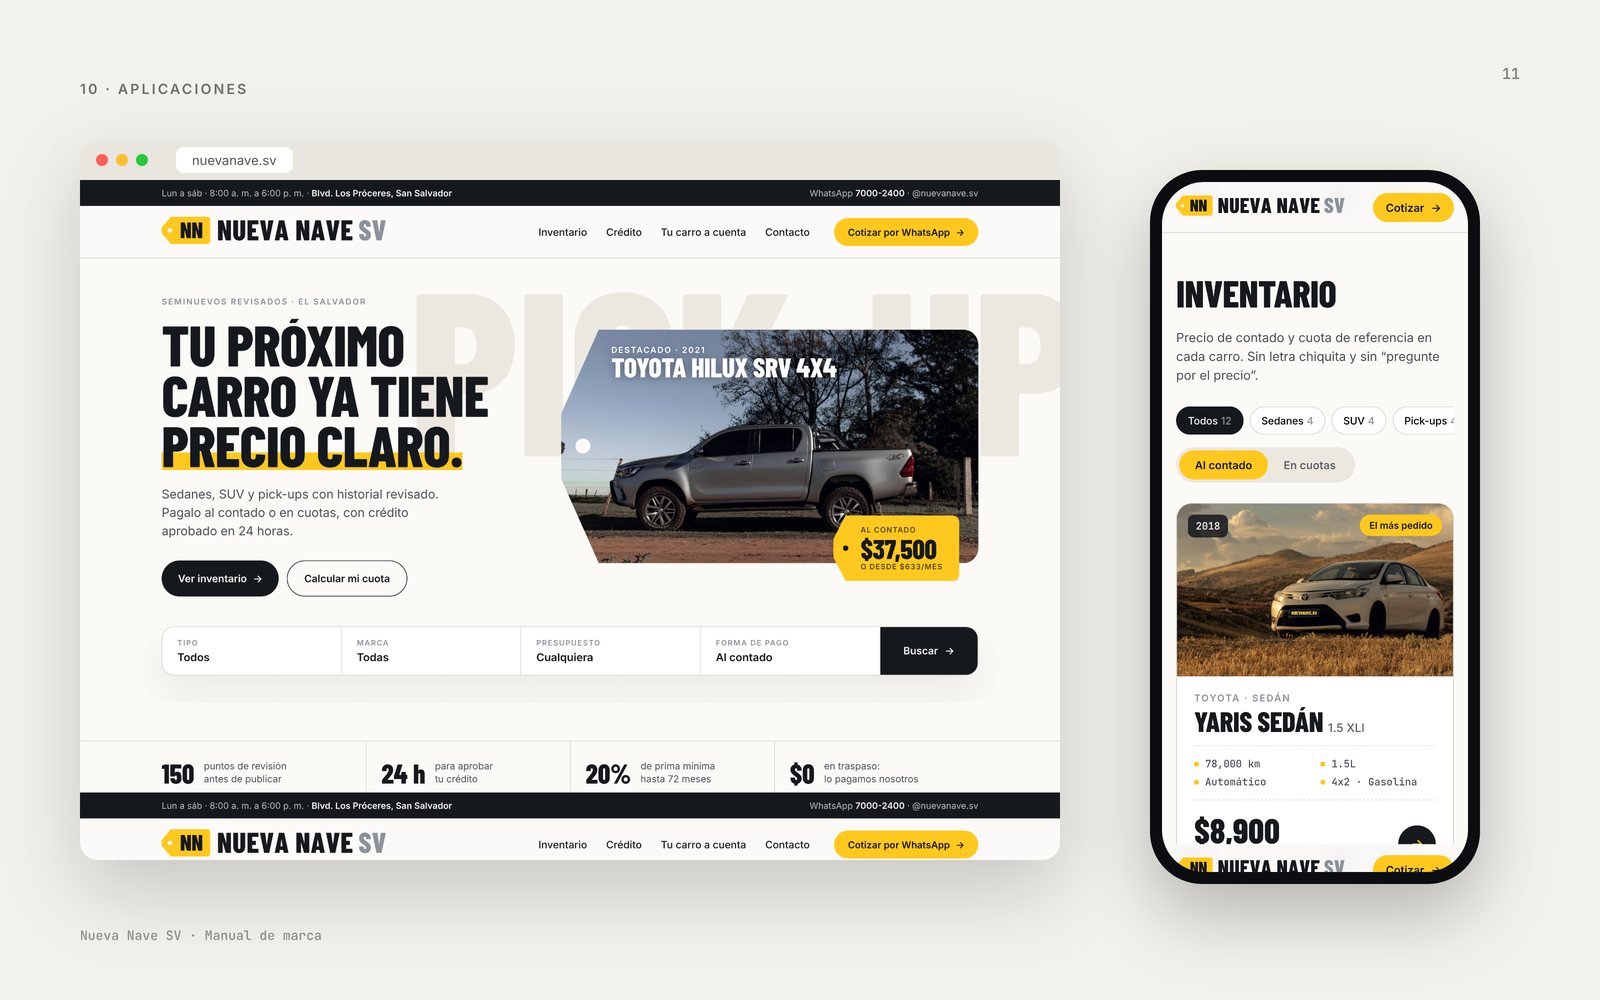 10 · APLICACIONES
11
nuevanave.sv
Lun a sáb · 8:00 a. m. a 6:00 p. m. · Blvd. Los Próceres, San Salvador
WhatsApp 7000-2400 · @nuevanave.sv
NN NUEVA NAVE SV
Inventario Crédito Tu carro a cuenta Contacto
Cotizar por WhatsApp →
SEMINUEVOS REVISADOS · EL SALVADOR
PICK-UP
TU PRÓXIMO
CARRO YA TIENE
PRECIO CLARO.
Sedanes, SUV y pick-ups con historial revisado.
Pagalo al contado o en cuotas, con crédito
aprobado en 24 horas.
Ver inventario →
Calcular mi cuota
DESTACADO · 2021
TOYOTA HILUX SRV 4X4
AL CONTADO
$37,500
O DESDE $633/MES
TIPO
Todos
MARCA
Todas
PRESUPUESTO
Cualquiera
FORMA DE PAGO
Al contado
Buscar →
150
puntos de revisión
antes de publicar
24 h
para aprobar
tu crédito
20%
de prima mínima
hasta 72 meses
$0
en traspaso:
lo pagamos nosotros
Lun a sáb · 8:00 a. m. a 6:00 p. m. · Blvd. Los Próceres, San Salvador
WhatsApp 7000-2400 · @nuevanave.sv
NN NUEVA NAVE SV
Inventario Crédito Tu carro a cuenta Contacto
Cotizar por WhatsApp →
NN NUEVA NAVE SV
Cotizar →
INVENTARIO
Precio de contado y cuota de referencia en
cada carro. Sin letra chiquita y sin “pregunte
por el precio”.
Todos 12
Sedanes 4
SUV 4
Pick-ups 4
Al contado
En cuotas
2018
El más pedido
NUEVANAVE.SV
TOYOTA · SEDÁN
YARIS SEDÁN 1.5 XLI
78,000 km
1.5L
Automático
4x2 · Gasolina
$8,900
→
NN NUEVA NAVE SV
Cotizar →
Nueva Nave SV · Manual de marca